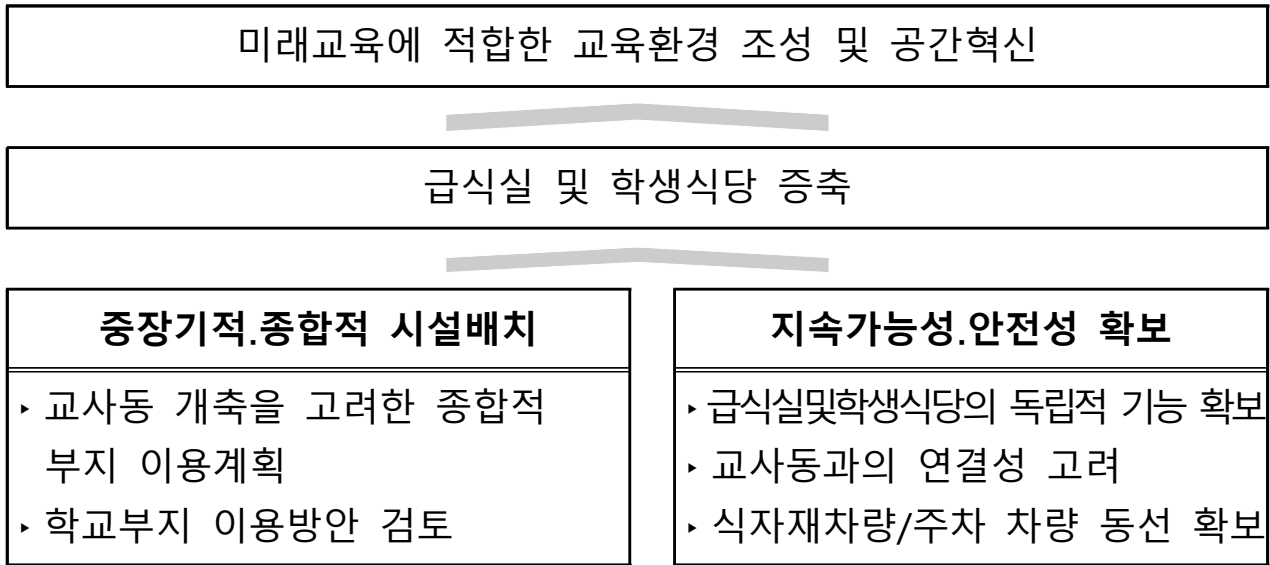 미래교육에 적합한 교육환경 조성 및 공간혁신
급식실 및 학생식당 증축
중장기적.종합적 시설배치
‣ 교사동 개축을 고려한 종합적
부지 이용계획
‣ 학교부지 이용방안 검토
지속가능성.안전성 확보
‣ 급식실및학생식당의 독립적 기능 확보
‣ 교사동과의 연결성 고려
‣ 식자재차량/주차 차량 동선 확보